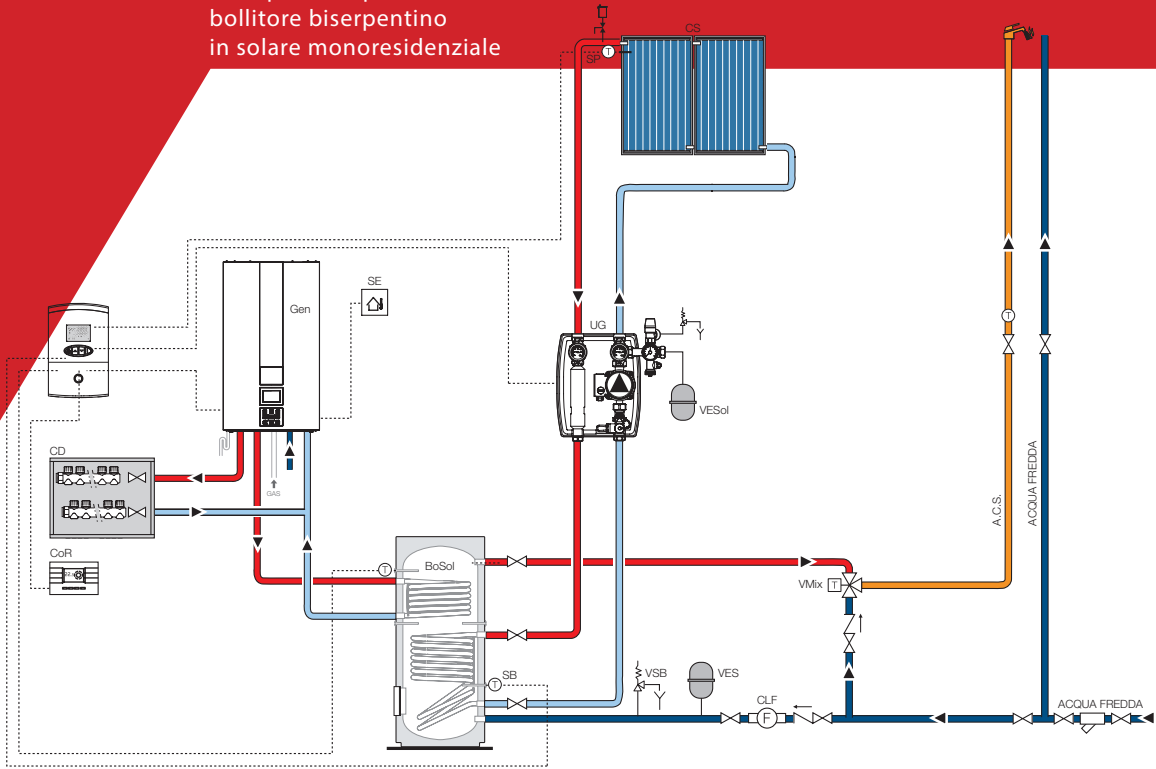 bollitore biserpentino
in solare monoresidenziale
CS
T
SP
SE
Gen
UG
T
VESol
CD
GAS
A.C.S.
ACQUA FREDDA
CoR
T
BoSol
VMix
T
SB
T
VSB
VES
CLF
F
ACQUA FREDDA